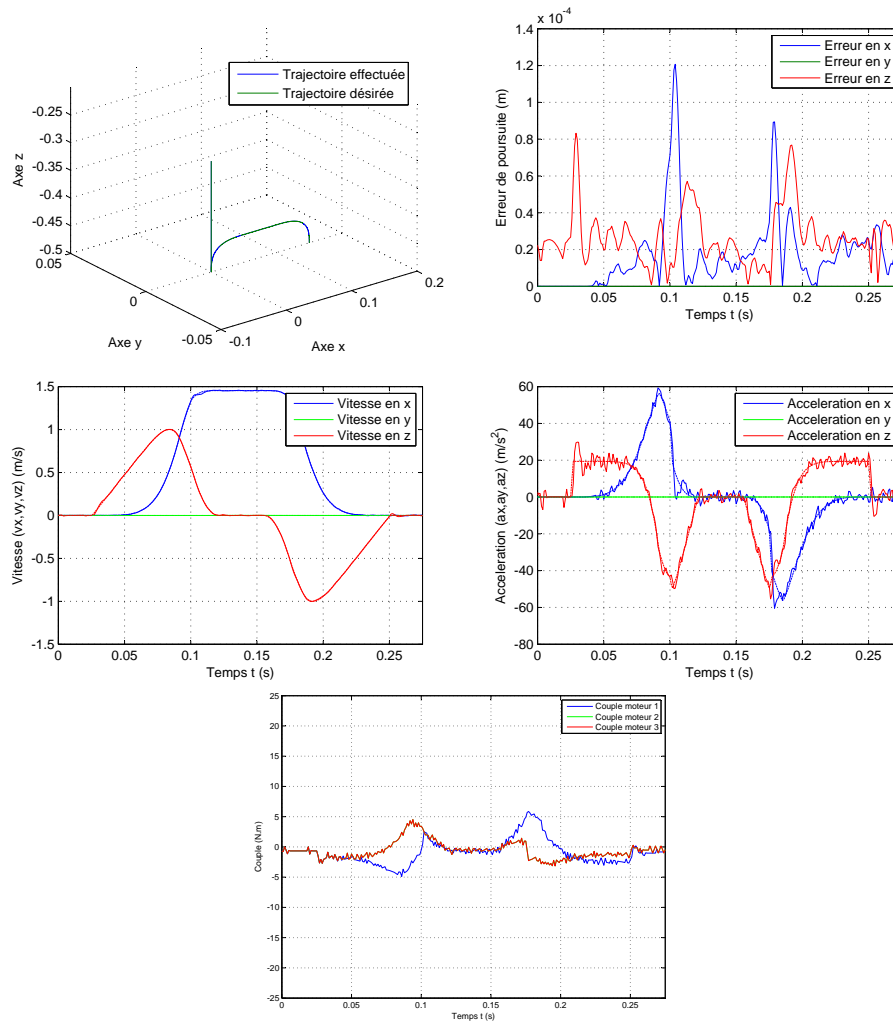 Trajectoire effectuée
Trajectoire désirée
-0.25
-0.3
-0.35
-0.4
-0.45
-0.5
Axe z
0.05
0
-0.05
Axe y
-0.1
0
0.1
0.2
Axe x
x 10-4
1.4
1.2
1
0.8
0.6
0.4
0.2
0
Erreur de poursuite (m)
Erreur en x
Erreur en y
Erreur en z
0
0.05
0.1
0.15
0.2
0.25
Temps t (s)
1.5
1
0.5
0
-0.5
-1
-1.5
Vitesse (vx,vy,vz) (m/s)
Vitesse en x
Vitesse en y
Vitesse en z
0
0.05
0.1
0.15
0.2
0.25
Temps t (s)
60
40
20
0
-20
-40
-60
-80
Acceleration (ax,ay,az) (m/s2)
Acceleration en x
Acceleration en y
Acceleration en z
0
0.05
0.1
0.15
0.2
0.25
Temps t (s)
25
20
15
10
5
0
-5
-10
-15
-20
-25
Couple (N.m)
Couple moteur 1
Couple moteur 2
Couple moteur 3
0
0.05
0.1
0.15
0.2
0.25
Temps t (s)